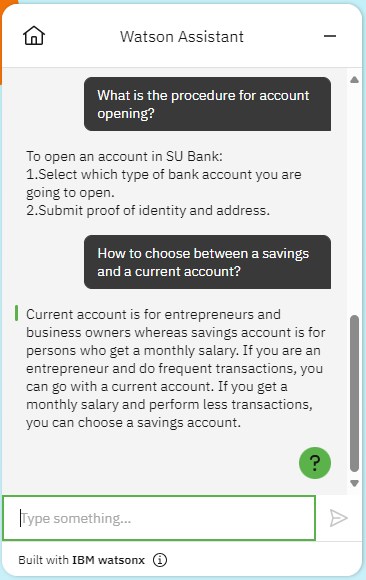 Watson Assistant
What is the procedure for account
opening?
To open an account in SU Bank:
1.Select which type of bank account you are
going to open.
2.Submit proof of identity and address.
How to choose between a savings
and a current account?
Current account is for entrepreneurs and
business owners whereas savings account is for
persons who get a monthly salary. If you are an
entrepreneur and do frequent transactions, you
can go with a current account. If you get a
monthly salary and perform less transactions,
you can choose a savings account.
?
Type something...
Built with IBM watsonx